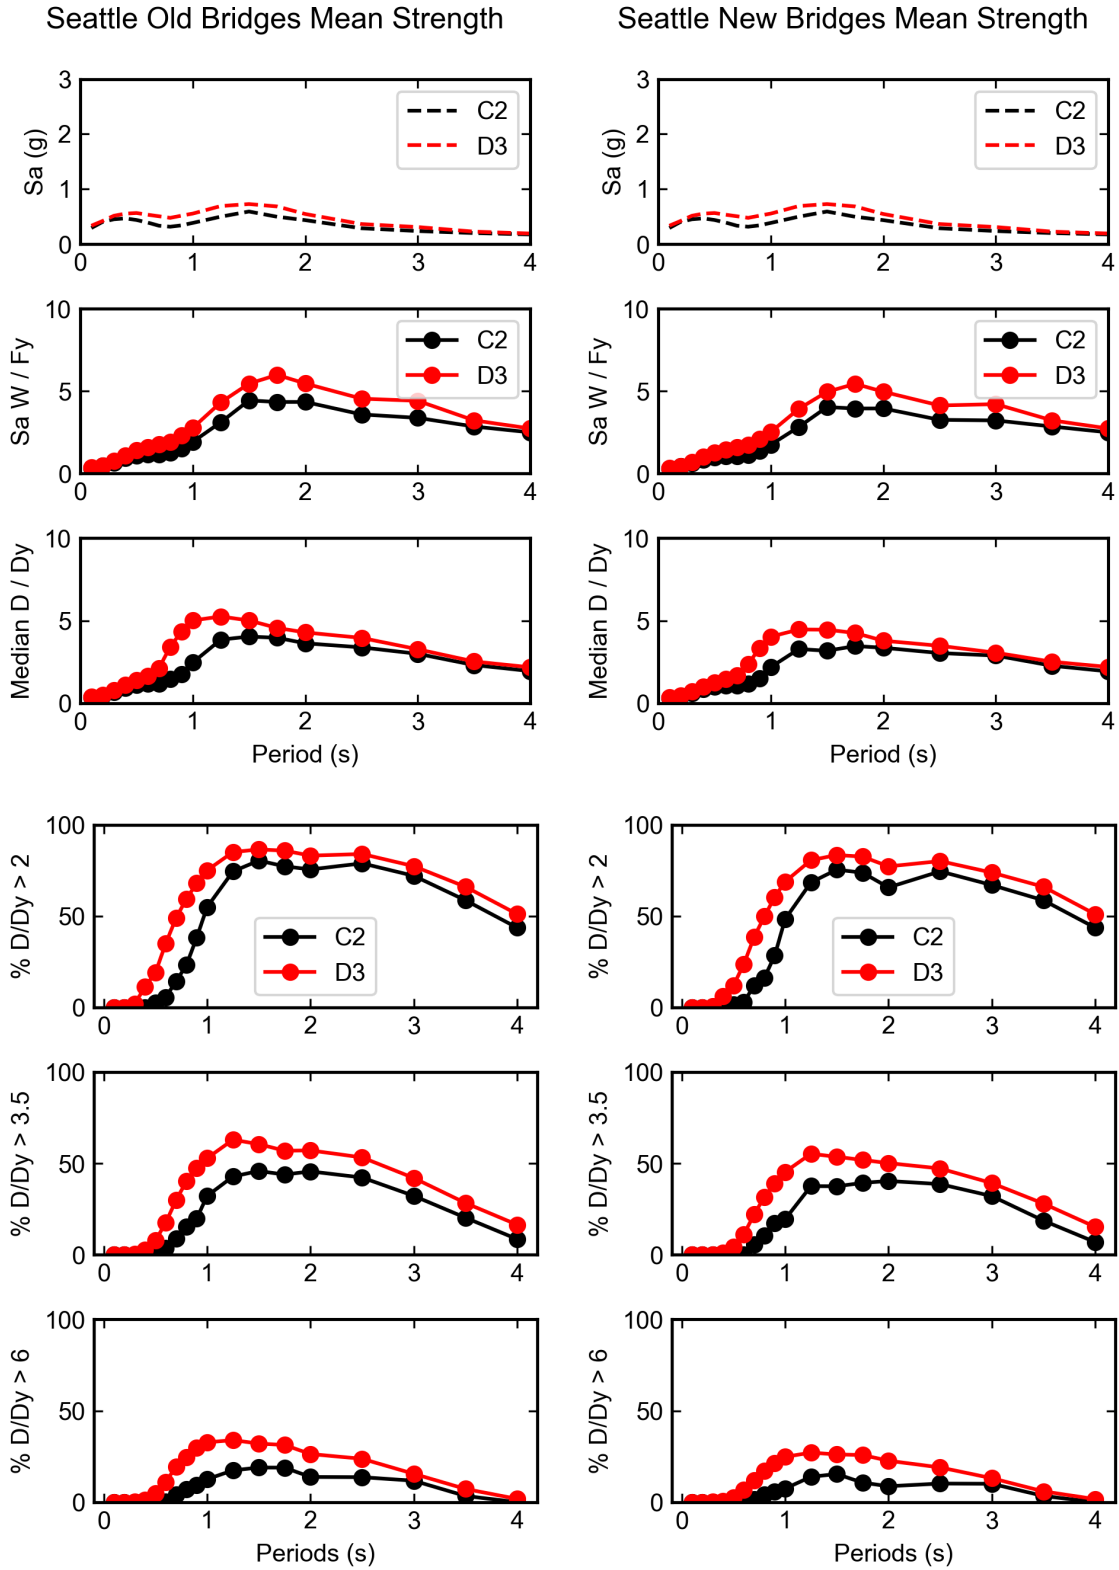 Seattle Old Bridges Mean Strength
Seattle New Bridges Mean Strength
3
2
1
0
Sa (g)
C2
D3
0 1 2 3 4
3
2
1
0
Sa (g)
C2
D3
0 1 2 3 4
10
5
0
Sa W / Fy
C2
D3
0 1 2 3 4
10
5
0
Sa W / Fy
C2
D3
0 1 2 3 4
10
5
0
Median D / Dy
0 1 2 3 4
Period (s)
10
5
0
Median D / Dy
0 1 2 3 4
Period (s)
100
50
0
% D/Dy > 2
C2
D3
0 1 2 3 4
100
50
0
% D/Dy > 2
C2
D3
0 1 2 3 4
100
50
0
% D/Dy > 3.5
0 1 2 3 4
100
50
0
% D/Dy > 3.5
0 1 2 3 4
100
50
0
% D/Dy > 6
0 1 2 3 4
Periods (s)
100
50
0
% D/Dy > 6
0 1 2 3 4
Periods (s)